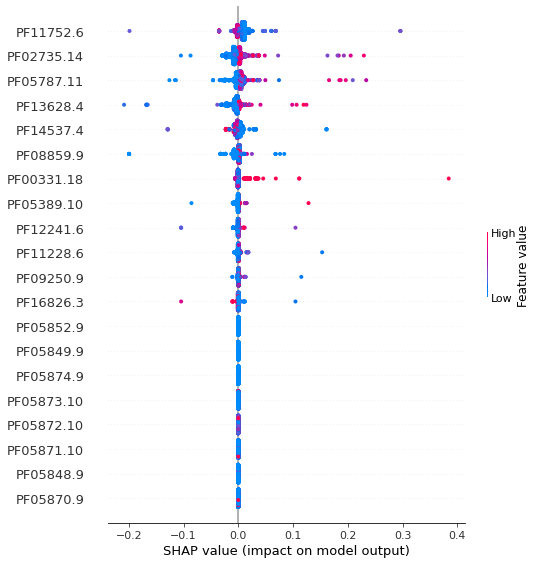 PF11752.6
PF02735.14
PF05787.11
PF13628.4
PF14537.4
PF08859.9
PF00331.18
PF05389.10
PF12241.6
PF11228.6
PF09250.9
PF16826.3
PF05852.9
PF05849.9
PF05874.9
PF05873.10
PF05872.10
PF05871.10
PF05848.9
PF05870.9
−0.2 −0.1 0.0 0.1 0.2 0.3 0.4
SHAP value (impact on model output)
High
Low
Feature value